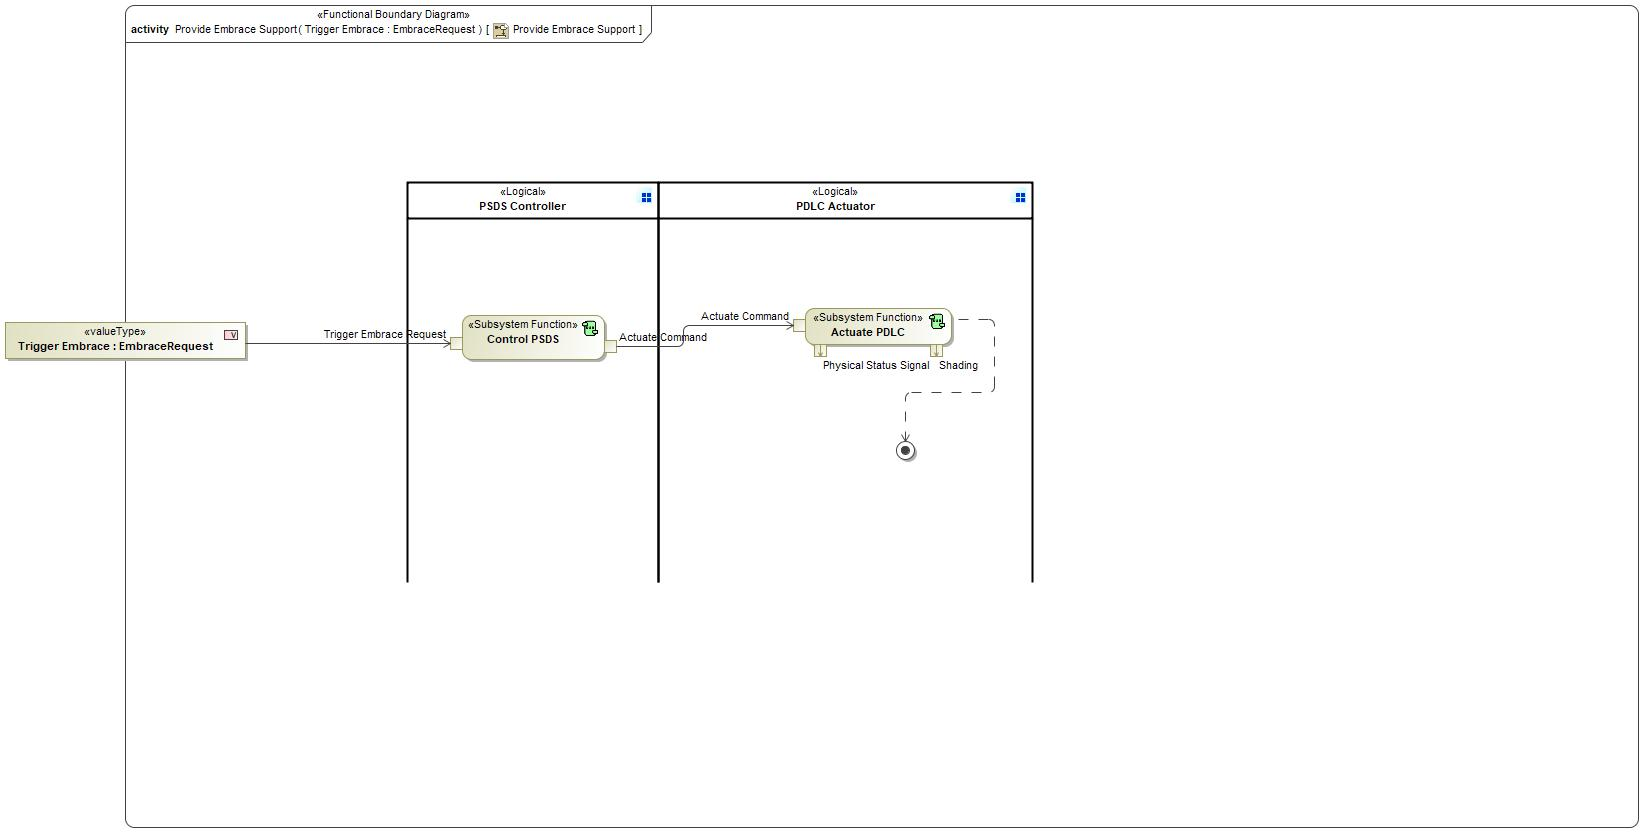 «Functional Boundary Diagram»
activity Provide Embrace Support( Trigger Embrace : EmbraceRequest ) [ Provide Embrace Support ]
«Logical»
PSDS Controller
«Logical»
PDLC Actuator
«valueType»
V
Trigger Embrace : EmbraceRequest
Trigger Embrace Request
«Subsystem Function»
Control PSDS
Actuate Command
Actuate Command
«Subsystem Function»
Actuate PDLC
Physical Status Signal
Shading